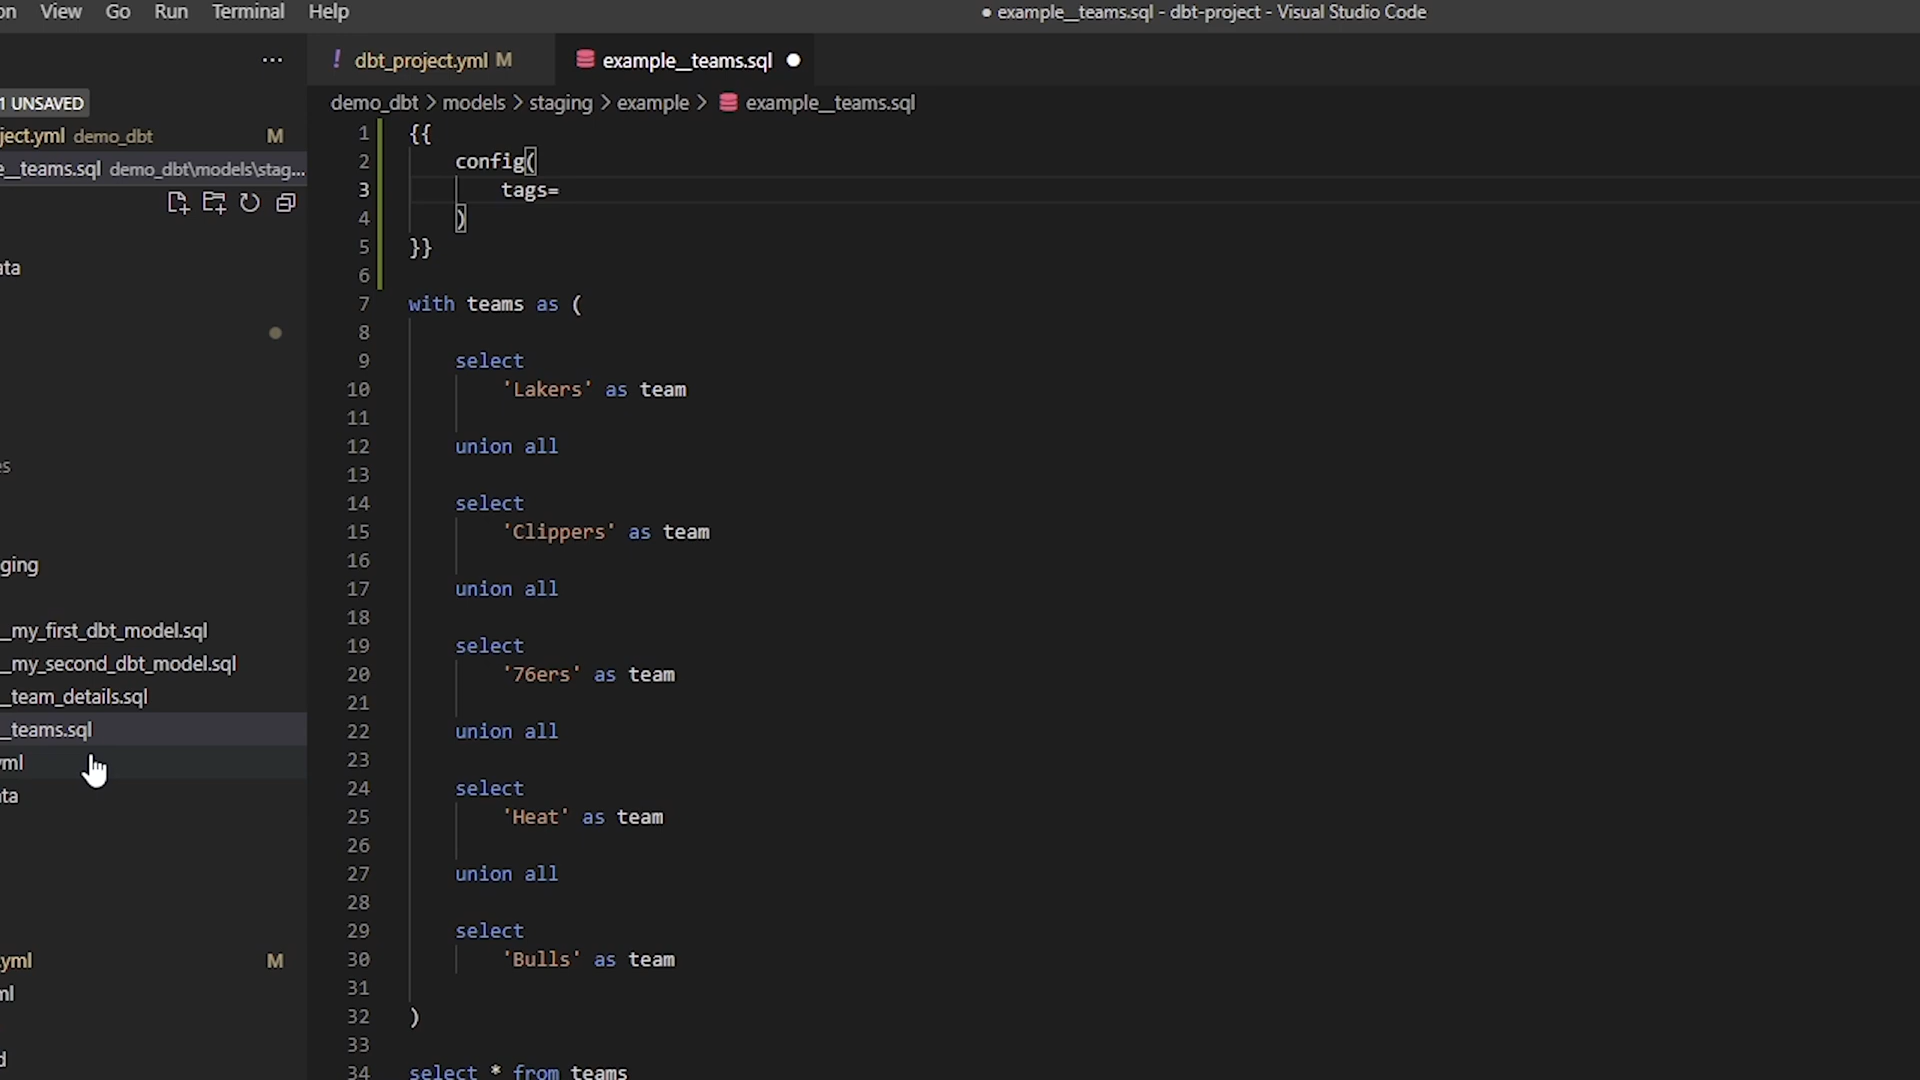 on View Go Run Terminal Help ● example__teams.sql - dbt-project - Visual Studio Code
... ! dbt_project.yml M example__teams.sql ●
1 UNSAVED
demo_dbt > models > staging > example > example__teams.sql
ject.yml demo_dbt M
e__teams.sql demo_dbt\models\stag...
ata
es
ging
_my_first_dbt_model.sql
_my_second_dbt_model.sql
_team_details.sql
_teams.sql
yml
ta
.yml M
ml
d
1 {{
2 config(
3 tags=
4 )
5 }}
6
7 with teams as (
8
9 select
10 'Lakers' as team
11
12 union all
13
14 select
15 'Clippers' as team
16
17 union all
18
19 select
20 '76ers' as team
21
22 union all
23
24 select
25 'Heat' as team
26
27 union all
28
29 select
30 'Bulls' as team
31
32 )
33
34 select * from teams